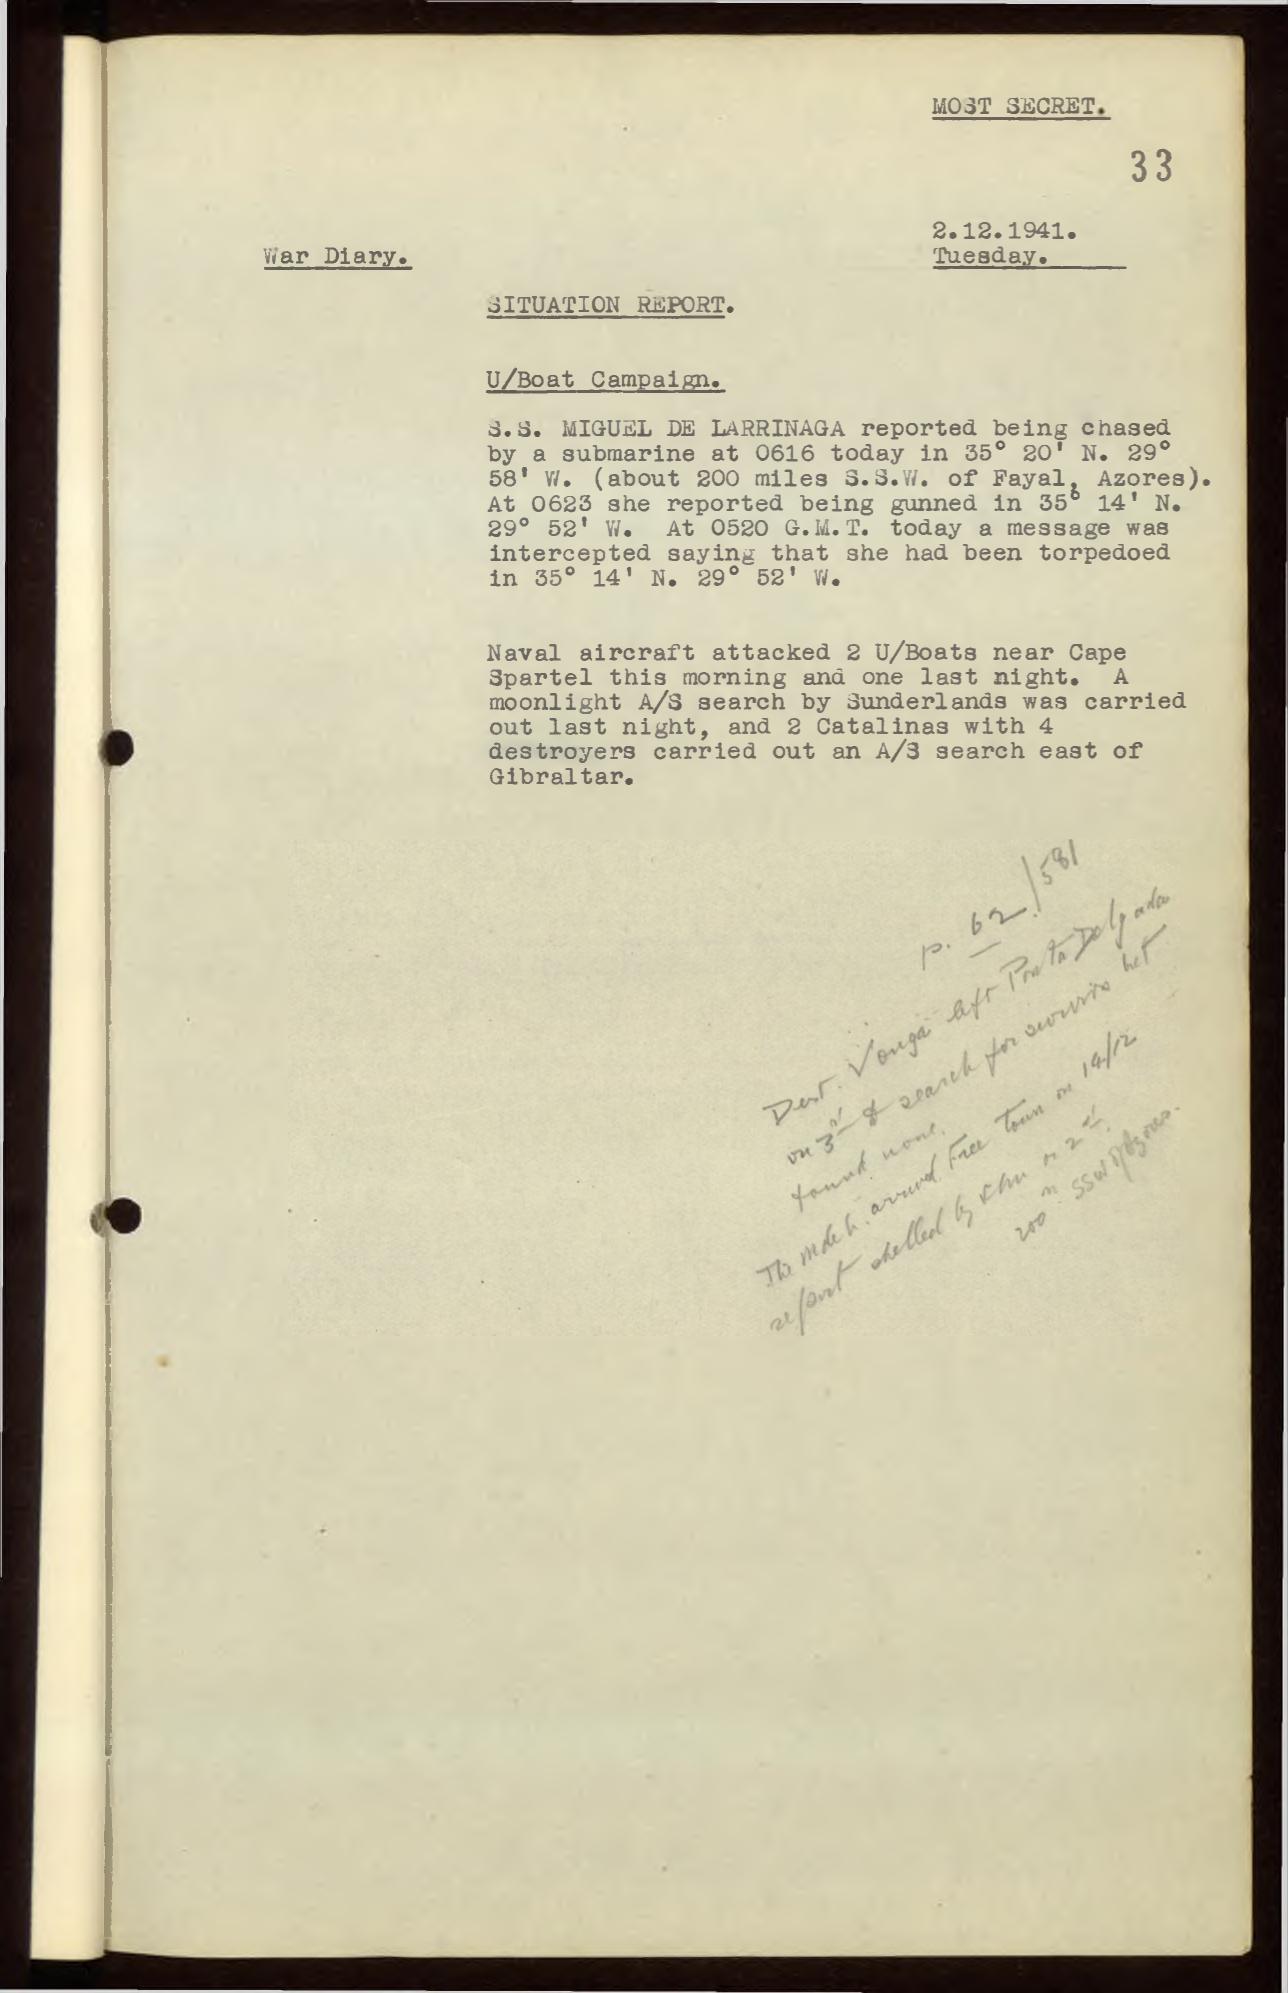 MOST SECRET.
33
2.12.1941.
War Diary.
Tuesday.
SITUATION REPORT.
U/Boat Campaign.
S.S. MIGUEL DE LARRINAGA reported being chased
by a submarine at 0616 today in 35° 20' N. 29°
58' W. (about 200 miles S.S.W. of Fayal, Azores).
At 0623 she reported being gunned in 35° 14' N.
29° 52' W. At 0520 G.M.T. today a message was
intercepted saying that she had been torpedoed
in 35° 14' N. 29° 52' W.
Naval aircraft attacked 2 U/Boats near Cape
Spartel this morning and one last night. A
moonlight A/S search by Sunderlands was carried
out last night, and 2 Catalinas with 4
destroyers carried out an A/S search east of
Gibraltar.
p. 62/581
Dest. Vouga left Ponta Delgada
on 3rd & search for survivors but
found none.
The M de L. arrived Free Town on 14/12
report shelled by on 2nd.
200 m SSW of Azores.